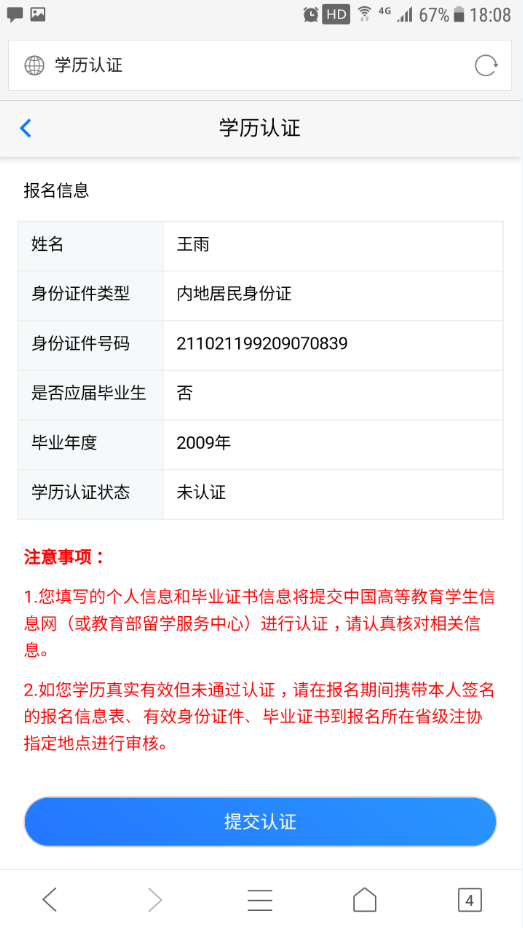 HD 4G 67% 18:08
学历认证
学历认证
报名信息
姓名 王雨
身份证件类型 内地居民身份证
身份证件号码 211021199209070839
是否应届毕业生 否
毕业年度 2009年
学历认证状态 未认证
注意事项：
1.您填写的个人信息和毕业证书信息将提交中国高等教育学生信
息网（或教育部留学服务中心）进行认证，请认真核对相关信
息。
2.如您学历真实有效但未通过认证，请在报名期间携带本人签名
的报名信息表、有效身份证件、毕业证书到报名所在省级注协
指定地点进行审核。
提交认证
4